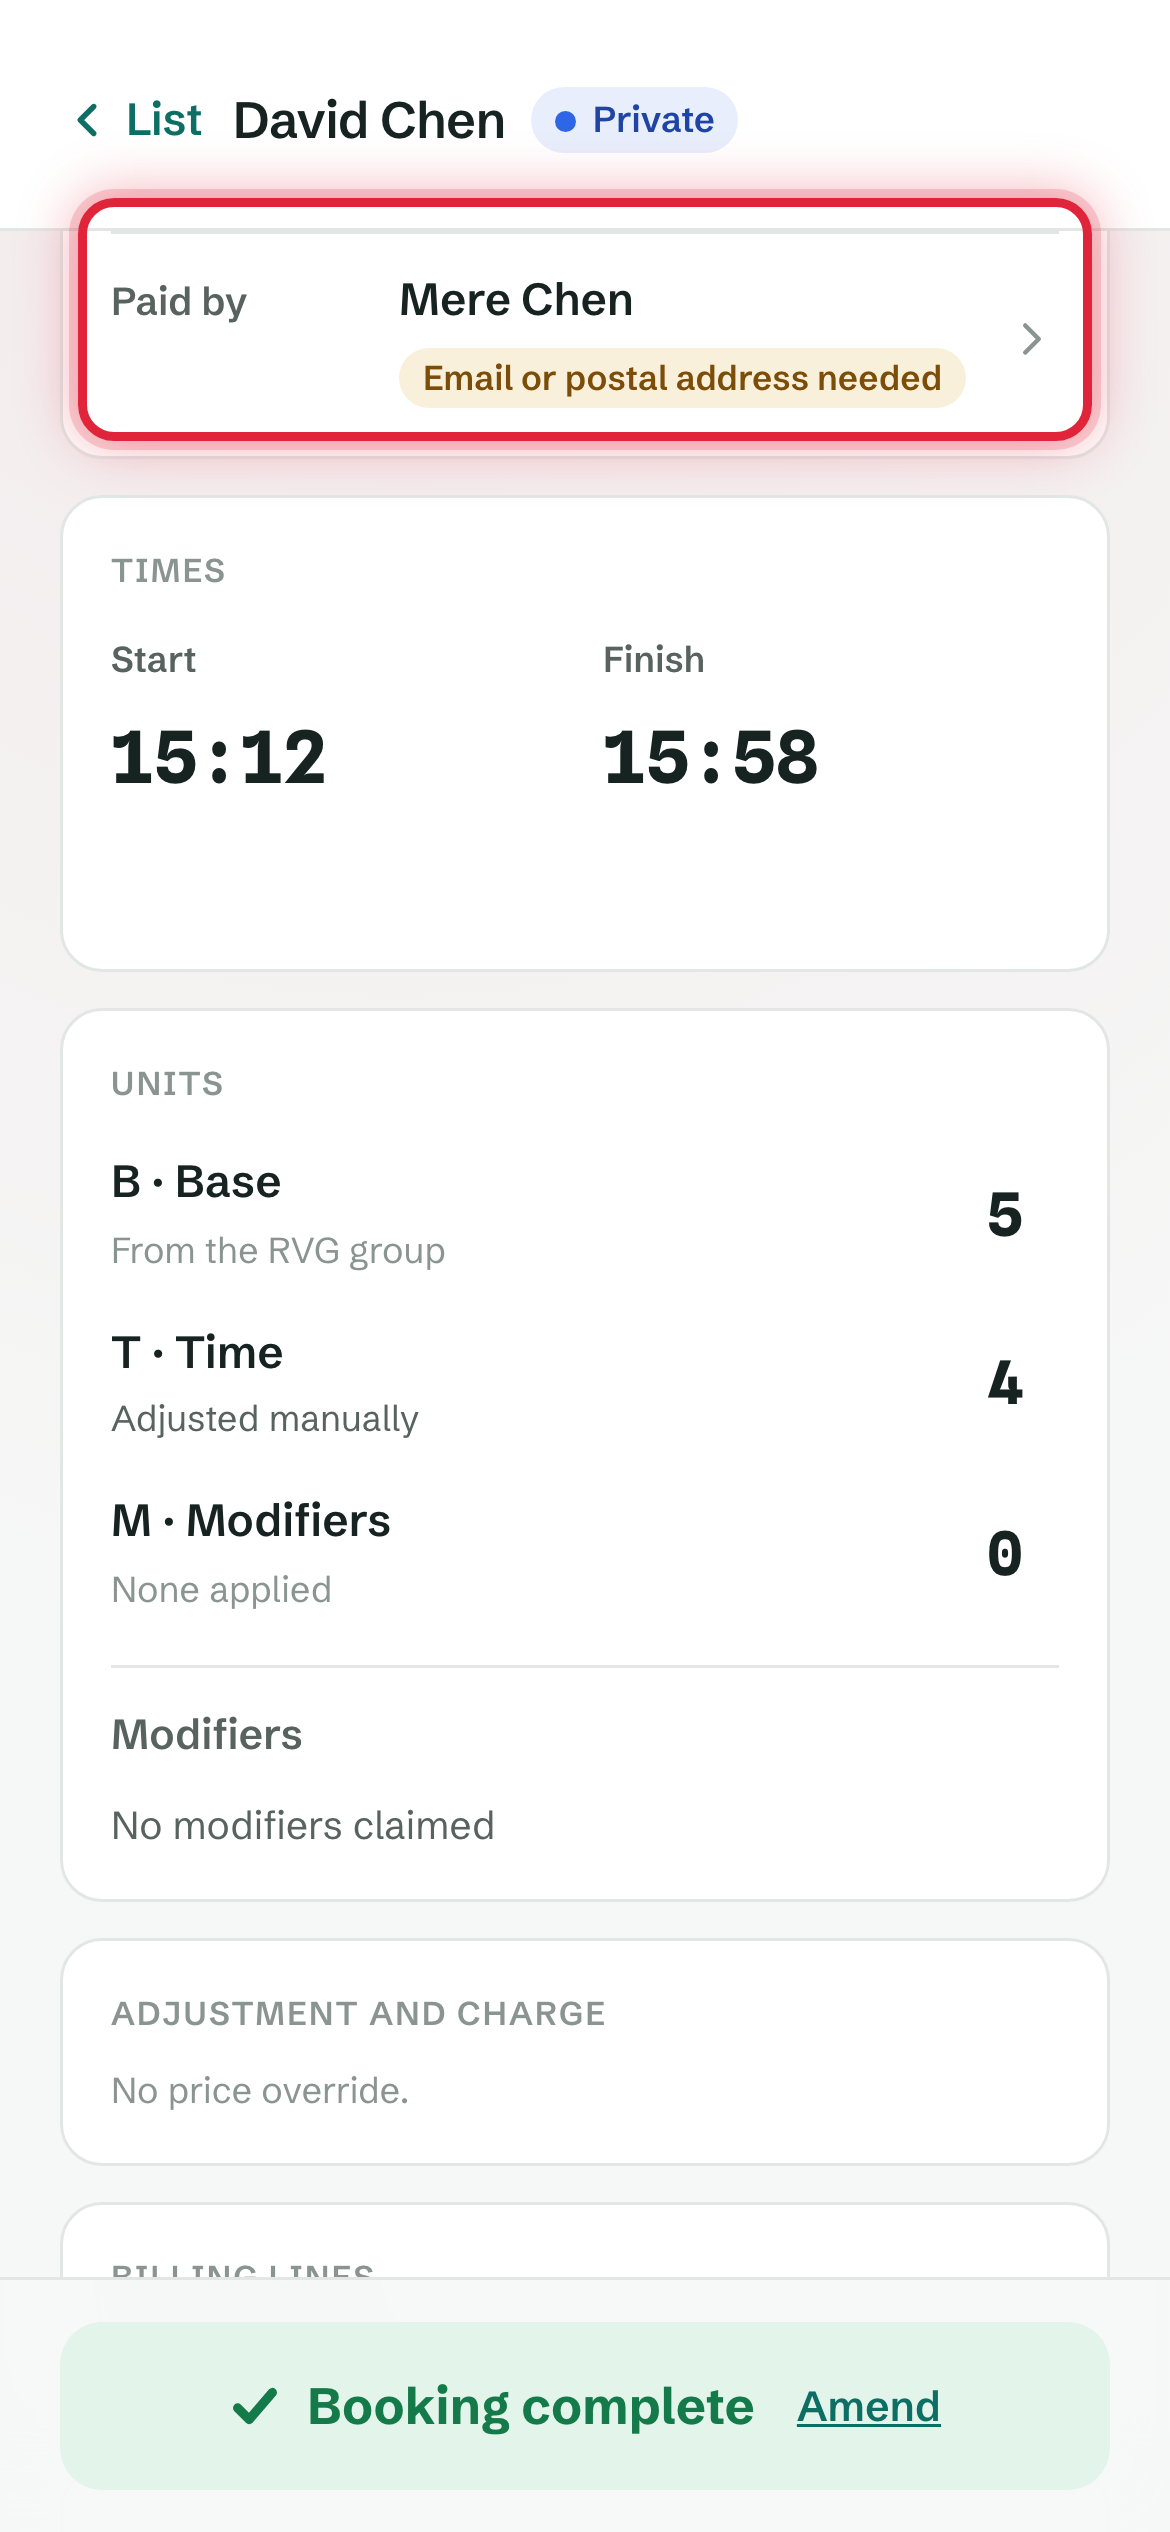 List David Chen Private
Paid by Mere Chen
Email or postal address needed
TIMES
Start Finish
15:12 15:58
UNITS
B · Base
5
From the RVG group
T · Time
4
Adjusted manually
M · Modifiers
0
None applied
Modifiers
No modifiers claimed
ADJUSTMENT AND CHARGE
No price override.
BILLING LINES
Booking complete Amend